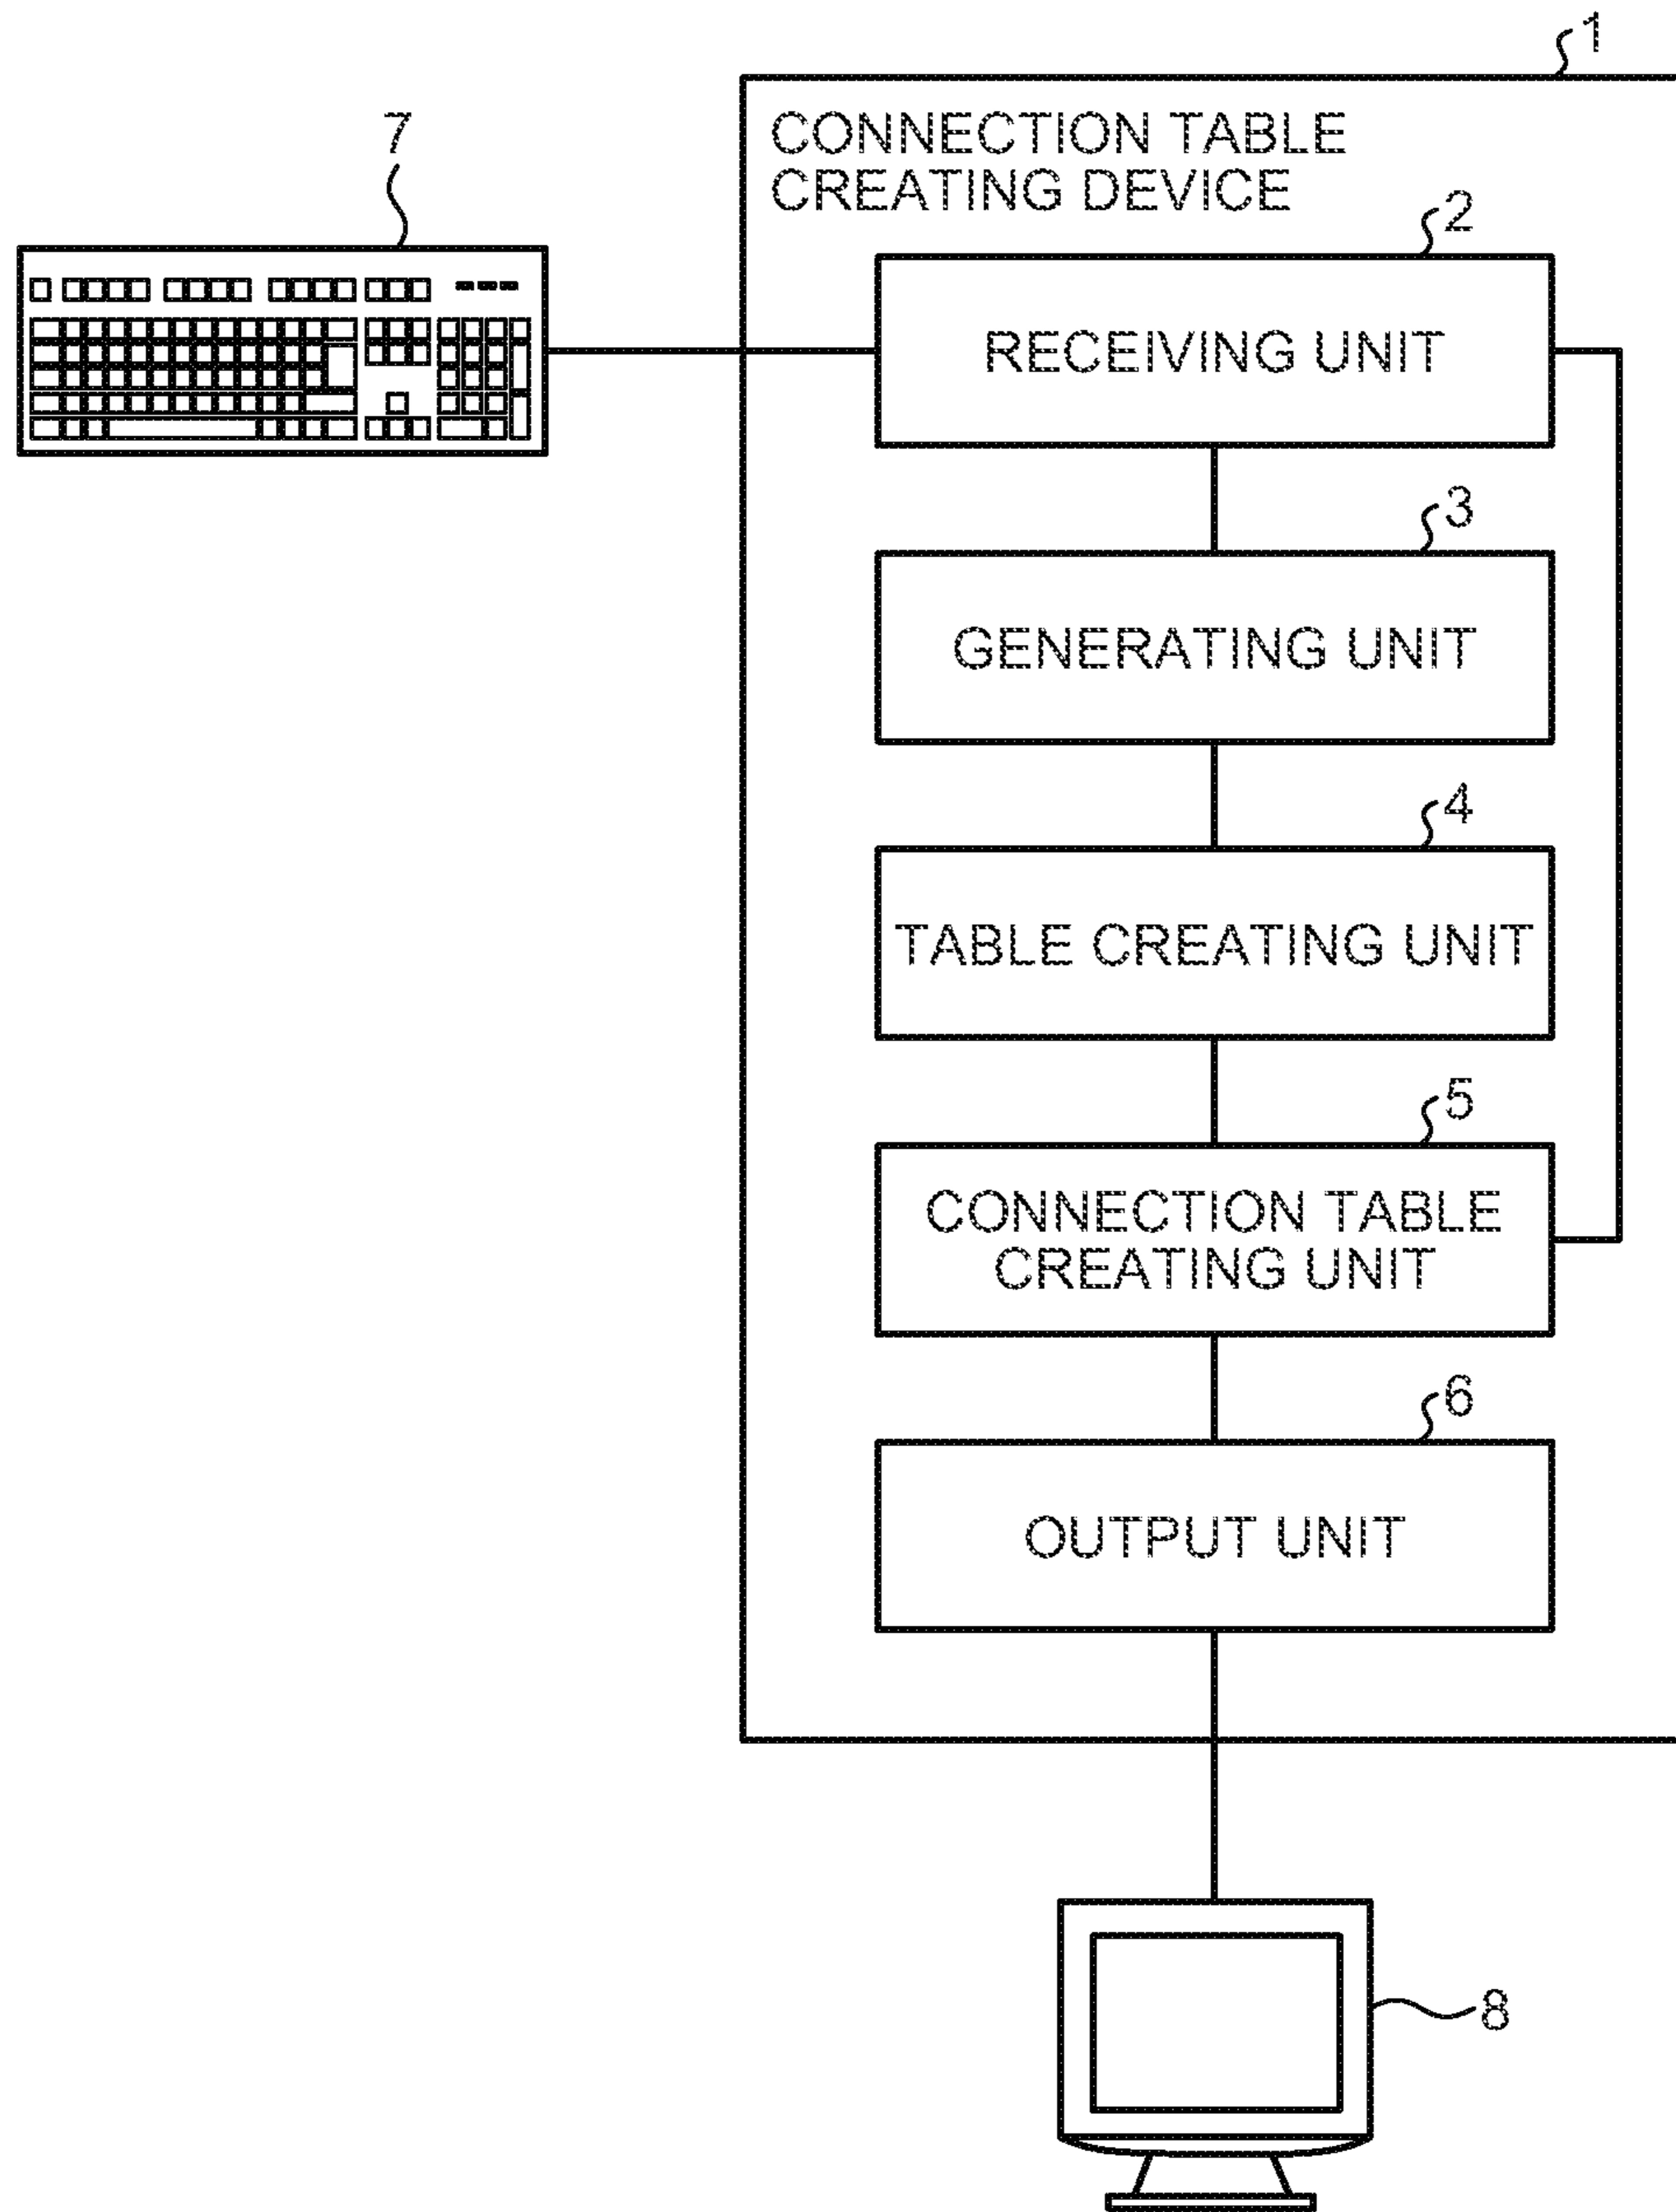 1
7
CONNECTION TABLE
CREATING DEVICE
2
RECEIVING UNIT
3
GENERATING UNIT
4
TABLE CREATING UNIT
5
CONNECTION TABLE
CREATING UNIT
6
OUTPUT UNIT
8